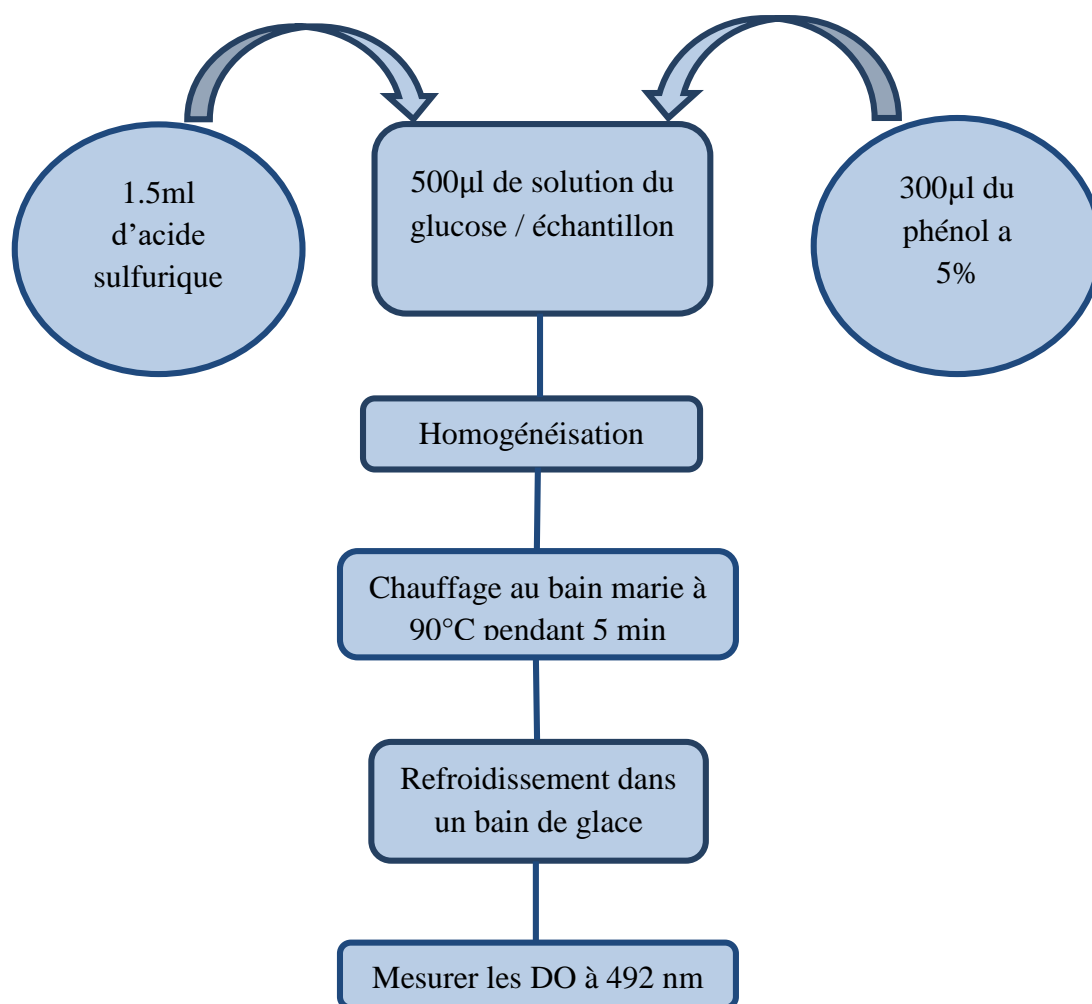 1.5ml
d’acide
sulfurique
500µl de solution du
glucose / échantillon
300µl du
phénol a
5%
Homogénéisation
Chauffage au bain marie à
90°C pendant 5 min
Refroidissement dans
un bain de glace
Mesurer les DO à 492 nm